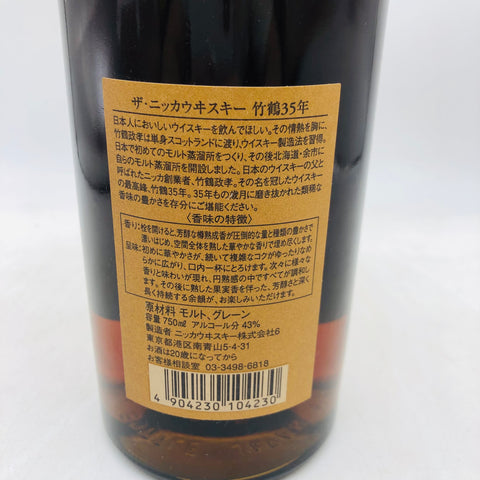 ザ・ニッカウヰスキー 竹鶴35年
日本人においしいウイスキーを飲んでほしい。その情熱を胸に、
竹鶴政孝は単身スコットランドに渡りウイスキー製造法を習得。
日本で初めてのモルト蒸溜所をつくり、その後北海道・余市に
自らのモルト蒸溜所を開設しました。日本のウイスキーの父と
呼ばれたニッカ創業者、竹鶴政孝。その名を冠したウイスキー
の最高峰、竹鶴35年。35年もの歳月に磨き抜かれた類稀な
香味の豊かさを存分にご堪能ください。
〈香味の特徴〉
香り:栓を開けると、芳醇な樽熟成香が圧倒的な量と種類の豊かさで
漂いはじめ、空間全体を熟した華やかな香りで埋め尽くします。
呈味:初めに華やかさが、続いて複雑なコクがゆったりなめ
らかに広がり、口内一杯にとろけます。次々に様々な
香りと味わいが現れ、円熟感の中ですべてが調和し
ます。その後に熟した果実香を伴った、芳醇さと深く
長く持続する余韻が、お楽しみいただけます。
原材料 モルト、グレーン
容量 750㎖ アルコール分 43%
製造者 ニッカウヰスキー株式会社6
東京都港区南青山5-4-31
お酒は20歳になってから
お客様相談室 03-3498-6818
4 904230 104230